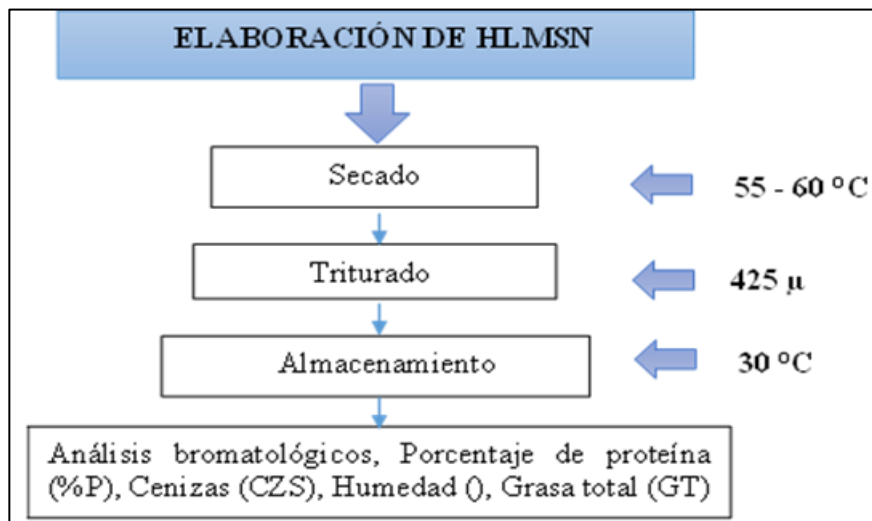 ELABORACIÓN DE HLMSN
Secado
55 - 60 °C
Triturado
425 µ
Almacenamiento
30 °C
Análisis bromatológicos, Porcentaje de proteína
(%P), Cenizas (CZS), Humedad (), Grasa total (GT)